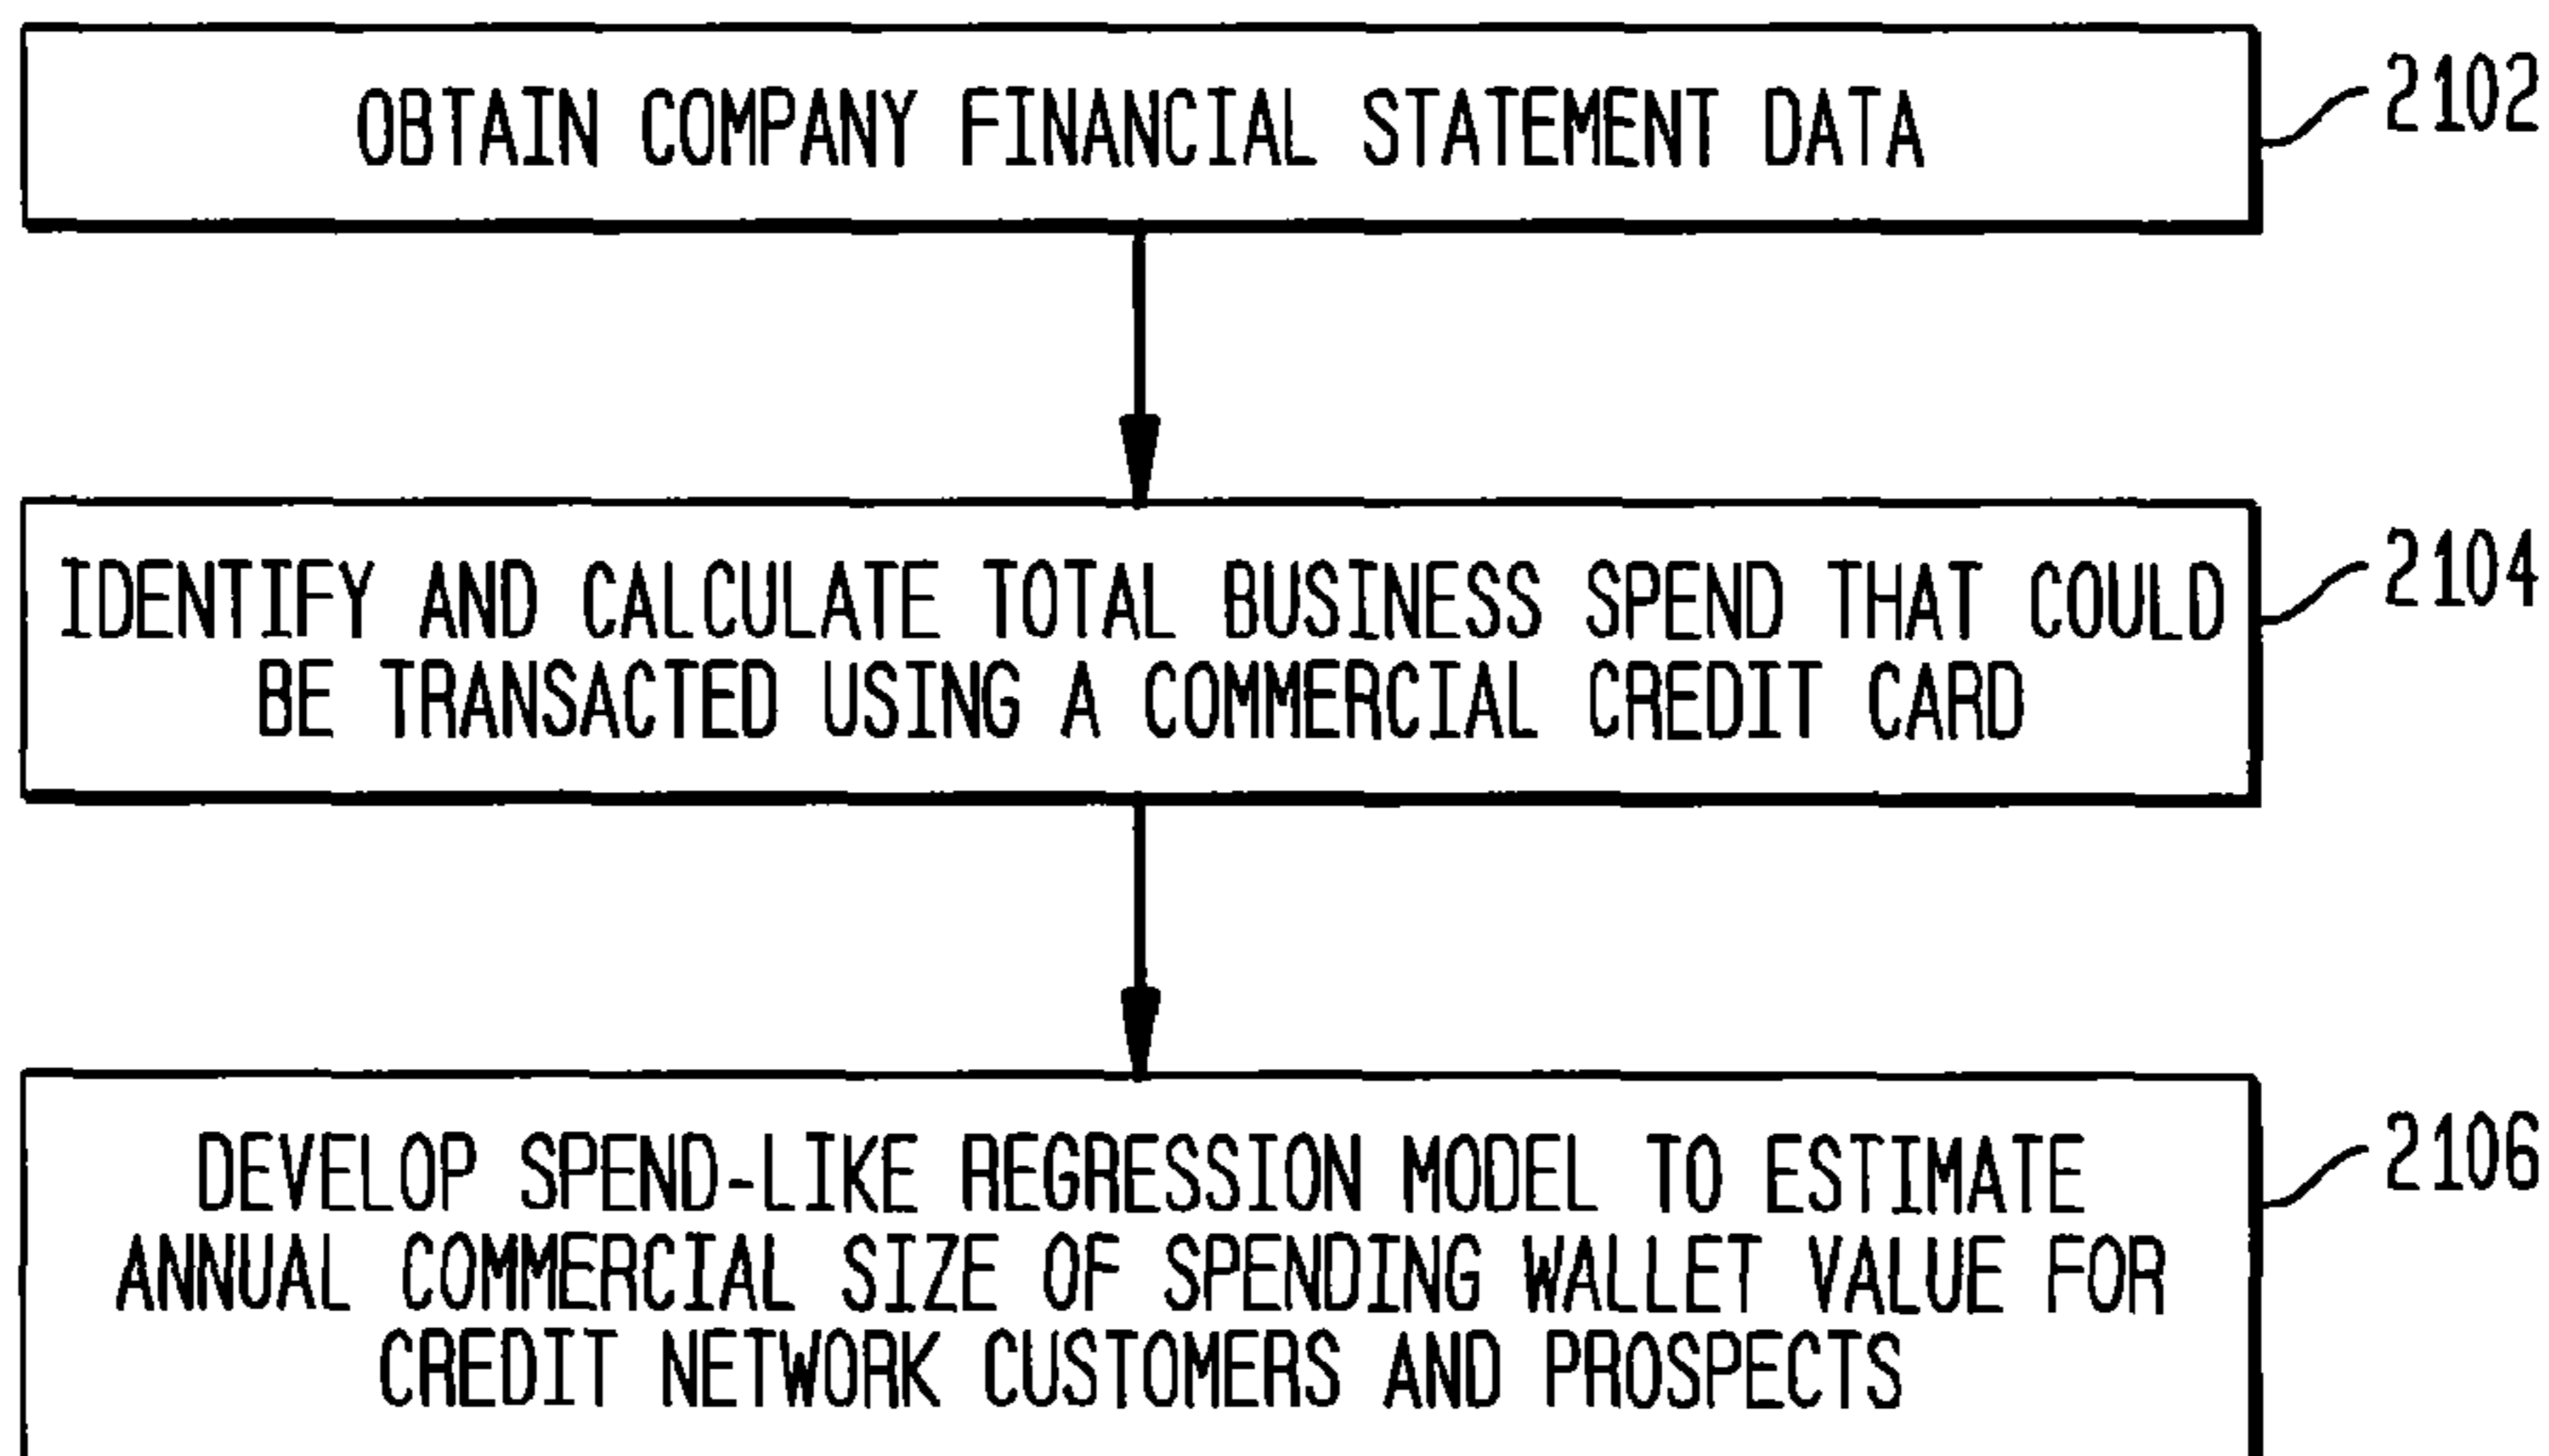 OBTAIN COMPANY FINANCIAL STATEMENT DATA
2102
IDENTIFY AND CALCULATE TOTAL BUSINESS SPEND THAT COULD
BE TRANSACTED USING A COMMERCIAL CREDIT CARD
2104
DEVELOP SPEND-LIKE REGRESSION MODEL TO ESTIMATE
ANNUAL COMMERCIAL SIZE OF SPENDING WALLET VALUE FOR
CREDIT NETWORK CUSTOMERS AND PROSPECTS
2106